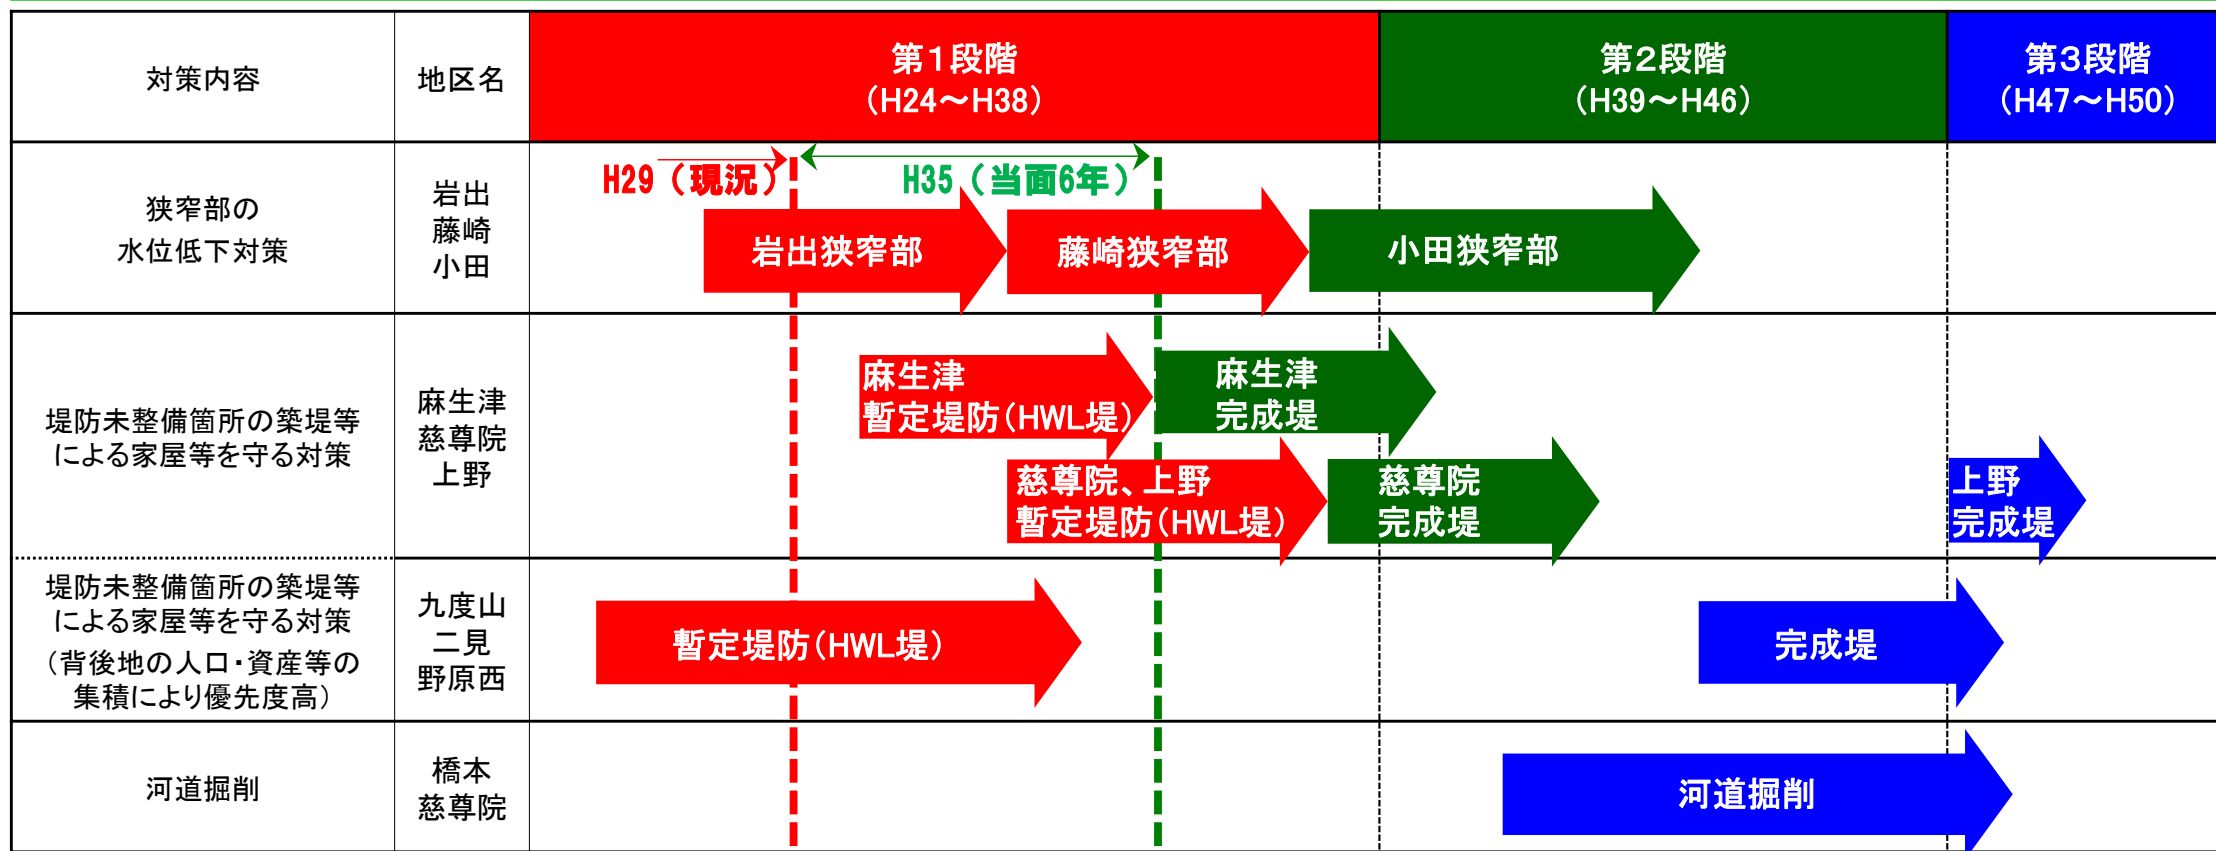 対策内容
地区名
第1段階
（H24～H38）
第2段階
（H39～H46）
第3段階
（H47～H50）
H29（現況）
H35（当面6年）
狭窄部の
水位低下対策
岩出
藤崎
小田
岩出狭窄部
藤崎狭窄部
小田狭窄部
堤防未整備箇所の築堤等
による家屋等を守る対策
麻生津
慈尊院
上野
麻生津
暫定堤防（HWL堤）
麻生津
完成堤
慈尊院、上野
暫定堤防（HWL堤）
慈尊院
完成堤
上野
完成堤
堤防未整備箇所の築堤等
による家屋等を守る対策
（背後地の人口・資産等の
集積により優先度高）
九度山
二見
野原西
暫定堤防（HWL堤）
完成堤
河道掘削
橋本
慈尊院
河道掘削